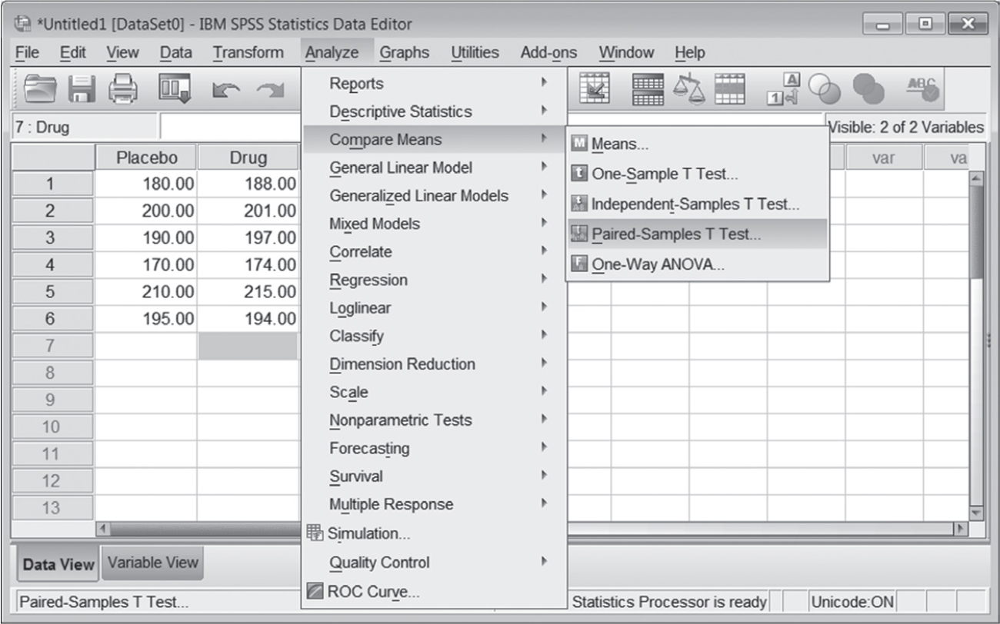 *Untitled1 [DataSet0] - IBM SPSS Statistics Data Editor
File Edit View Data Transform Analyze Graphs Utilities Add-ons Window Help
A
1
ABC
7 : Drug
Visible: 2 of 2 Variables
Placebo Drug var va
1 180.00 188.00
2 200.00 201.00
3 190.00 197.00
4 170.00 174.00
5 210.00 215.00
6 195.00 194.00
7
8
9
10
11
12
13
Reports
Descriptive Statistics
Compare Means
General Linear Model
Generalized Linear Models
Mixed Models
Correlate
Regression
Loglinear
Classify
Dimension Reduction
Scale
Nonparametric Tests
Forecasting
Survival
Multiple Response
Simulation...
Quality Control
ROC Curve...
M Means...
t One-Sample T Test...
Independent-Samples T Test...
Paired-Samples T Test...
F One-Way ANOVA...
Data View Variable View
Paired-Samples T Test... Statistics Processor is ready Unicode:ON